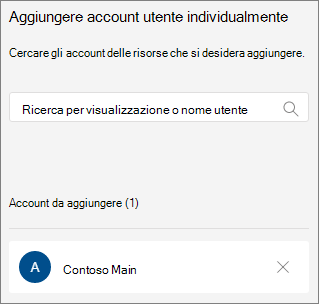 Aggiungere account utente individualmente
Cercare gli account delle risorse che si desidera aggiungere.
Ricerca per visualizzazione o nome utente
Account da aggiungere (1)
A
Contoso Main